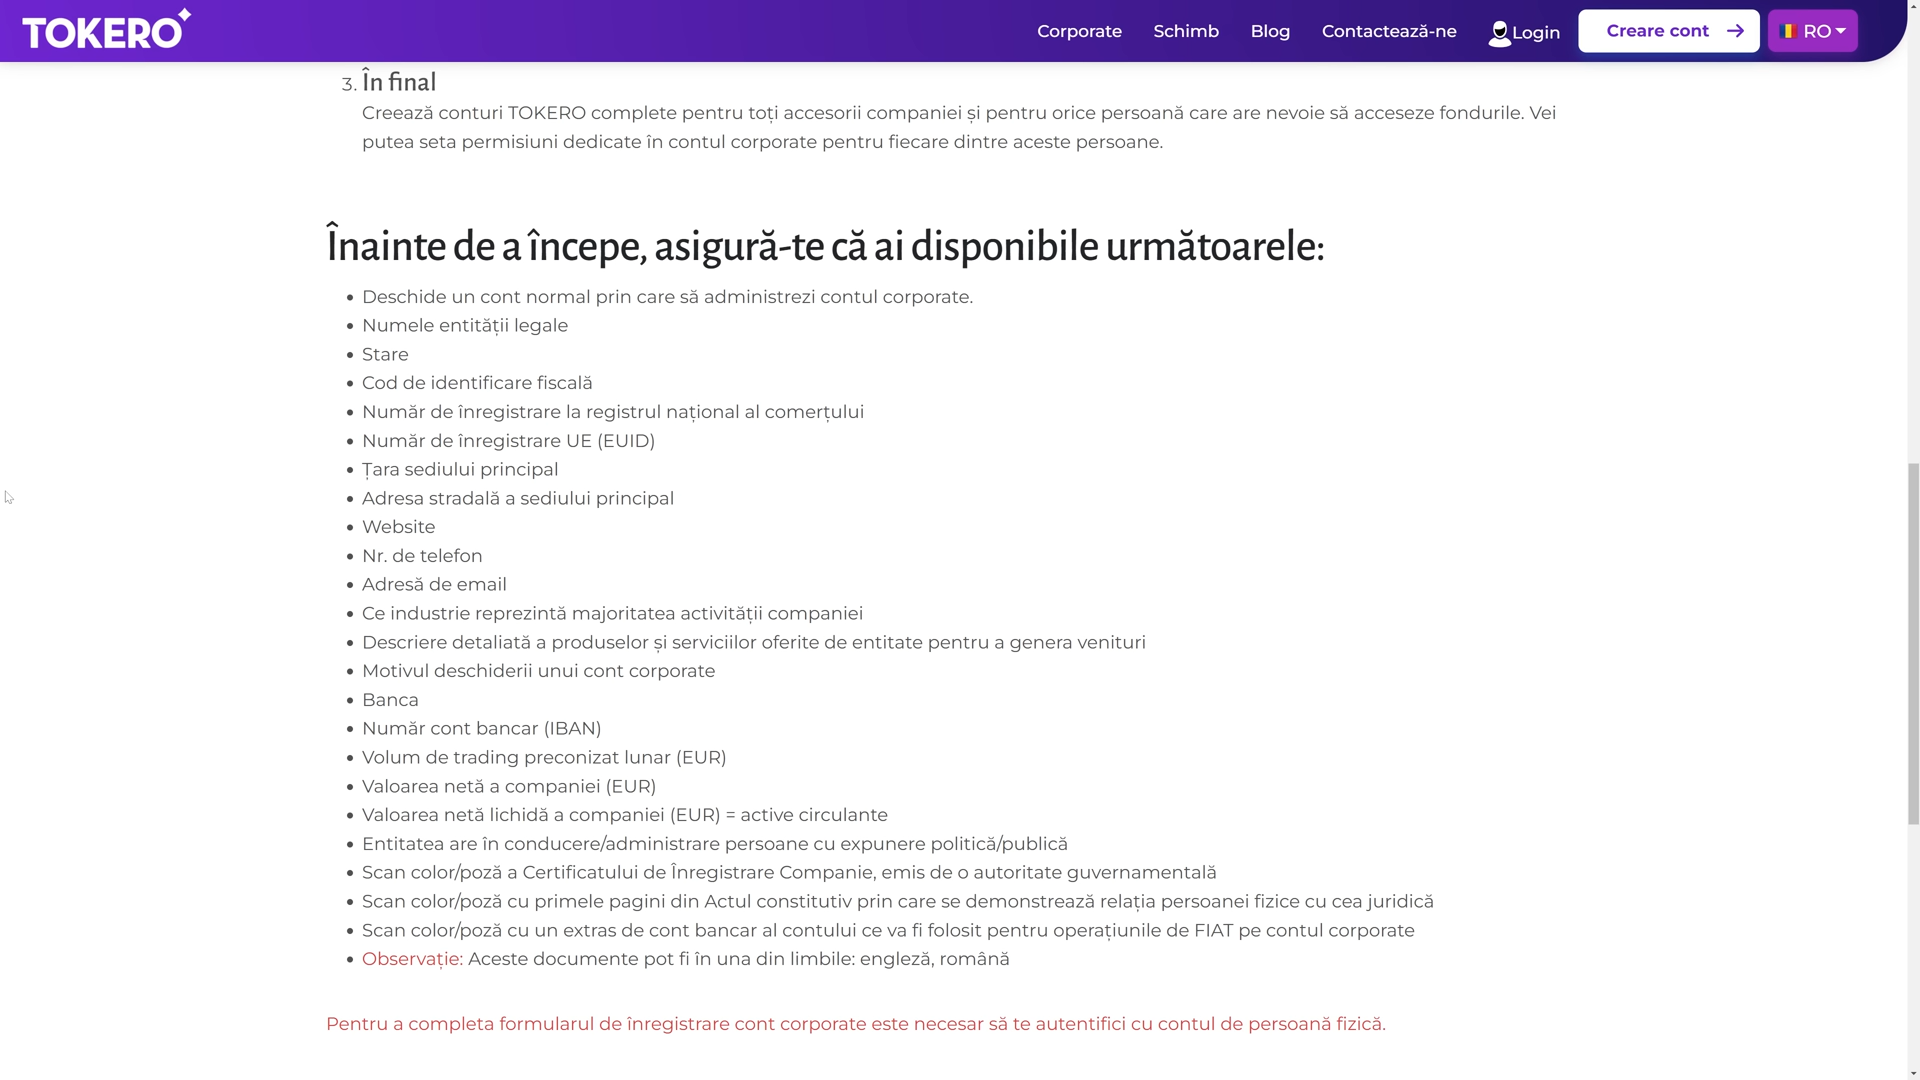 TOKERO
Corporate
Schimb
Blog
Contactează-ne
Login
Creare cont
RO
3. În final
Creează conturi TOKERO complete pentru toți accesorii companiei și pentru orice persoană care are nevoie să acceseze fondurile. Vei
putea seta permisiuni dedicate în contul corporate pentru fiecare dintre aceste persoane.
Înainte de a începe, asigură-te că ai disponibile următoarele:
• Deschide un cont normal prin care să administrezi contul corporate.
• Numele entității legale
• Stare
• Cod de identificare fiscală
• Număr de înregistrare la registrul național al comerțului
• Număr de înregistrare UE (EUID)
• Țara sediului principal
• Adresa stradală a sediului principal
• Website
• Nr. de telefon
• Adresă de email
• Ce industrie reprezintă majoritatea activității companiei
• Descriere detaliată a produselor și serviciilor oferite de entitate pentru a genera venituri
• Motivul deschiderii unui cont corporate
• Banca
• Număr cont bancar (IBAN)
• Volum de trading preconizat lunar (EUR)
• Valoarea netă a companiei (EUR)
• Valoarea netă lichidă a companiei (EUR) = active circulante
• Entitatea are în conducere/administrare persoane cu expunere politică/publică
• Scan color/poză a Certificatului de Înregistrare Companie, emis de o autoritate guvernamentală
• Scan color/poză cu primele pagini din Actul constitutiv prin care se demonstrează relația persoanei fizice cu cea juridică
• Scan color/poză cu un extras de cont bancar al contului ce va fi folosit pentru operațiunile de FIAT pe contul corporate
• Observație: Aceste documente pot fi în una din limbile: engleză, română
Pentru a completa formularul de înregistrare cont corporate este necesar să te autentifici cu contul de persoană fizică.